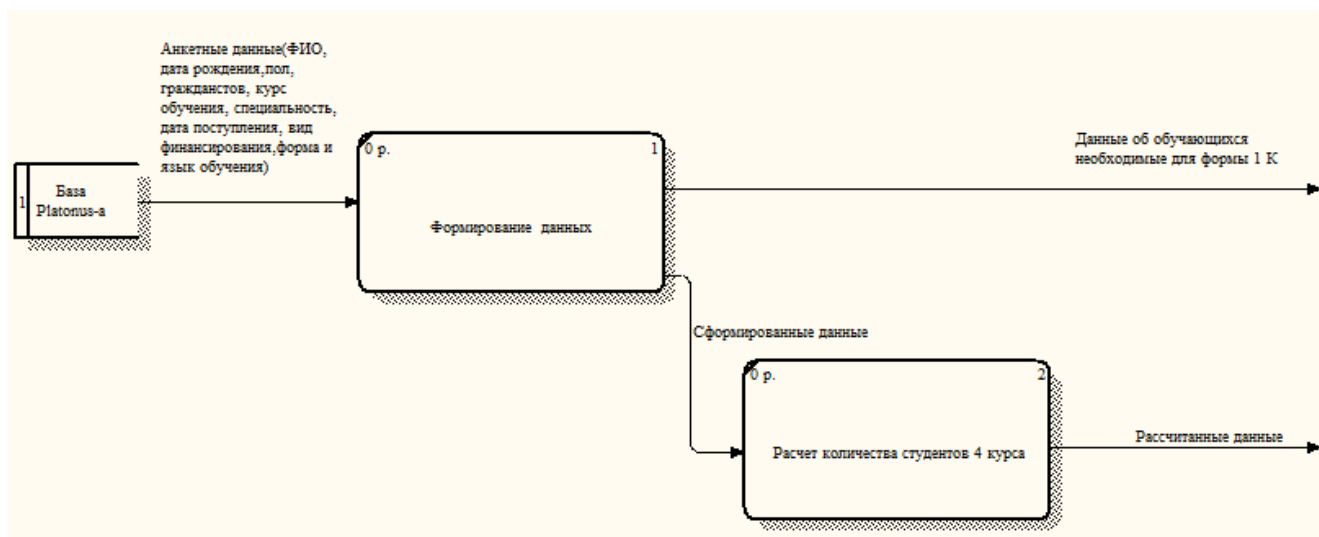 Анкетные данные(ФИО,
дата рождения,пол,
гражданстов, курс
обучения, специальность,
дата поступления, вид
финансирования,форма и
язык обучения)
1
База
Platonus-а
0 р.
1
Формирование данных
Данные об обучающихся
необходимые для формы 1 К
Сформированные данные
0 р.
2
Расчет количества студентов 4 курса
Рассчитанные данные